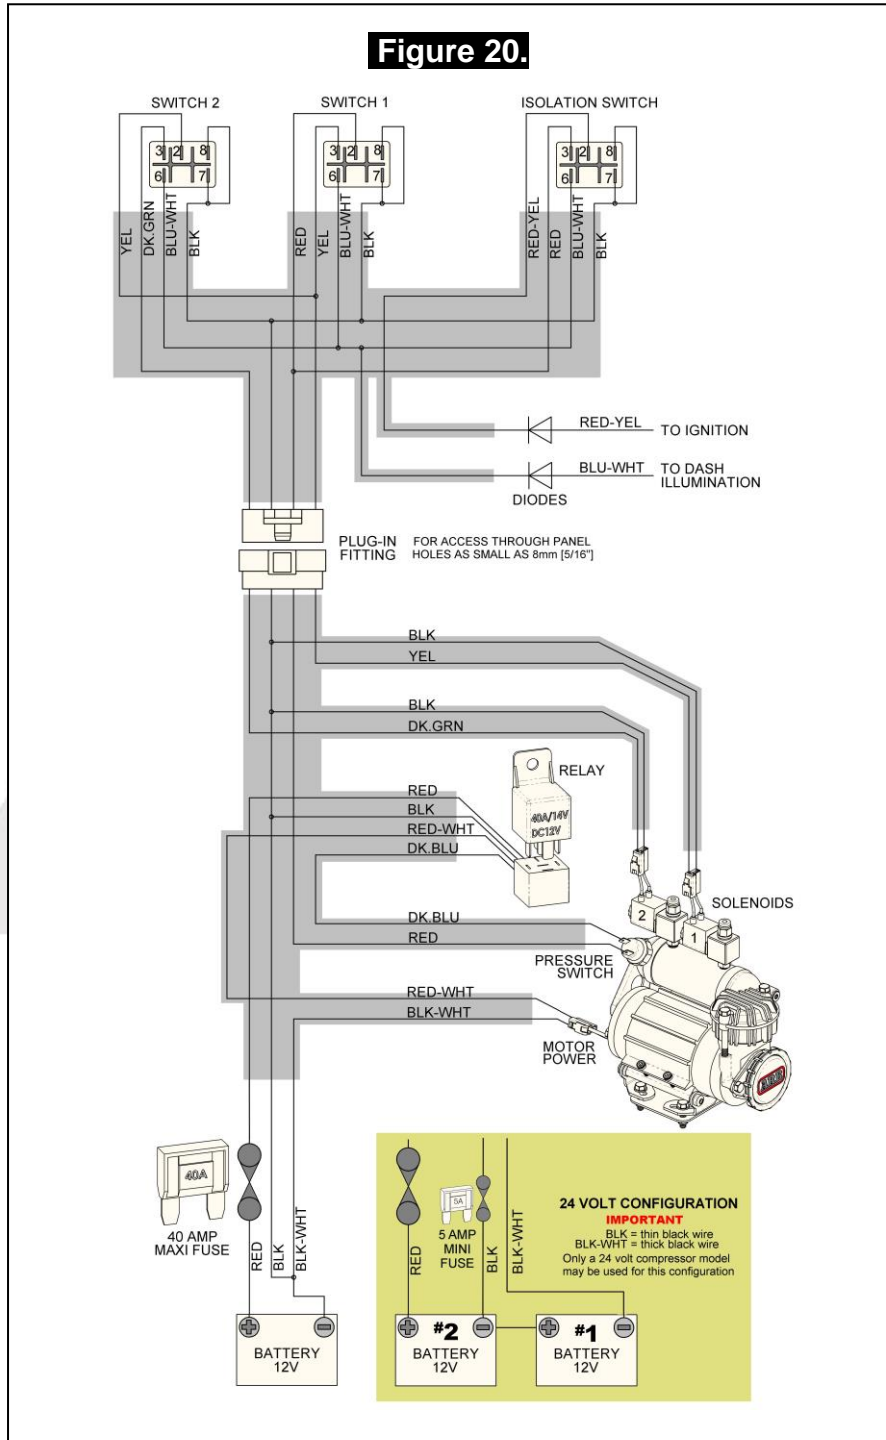 Figure 20.
SWITCH 2
SWITCH 1
ISOLATION SWITCH
3 2 8
6 7
3 2 8
6 7
3 2 8
6 7
YEL
DK.GRN
BLU-WHT
BLK
RED
YEL
BLU-WHT
BLK
RED-YEL
RED
BLU-WHT
BLK
RED-YEL
TO IGNITION
BLU-WHT
TO DASH
ILLUMINATION
DIODES
PLUG-IN
FITTING
FOR ACCESS THROUGH PANEL
HOLES AS SMALL AS 8mm [5/16"]
BLK
YEL
BLK
DK.GRN
RELAY
40A/14V
DC12V
RED
BLK
RED-WHT
DK.BLU
SOLENOIDS
2
1
DK.BLU
RED
PRESSURE
SWITCH
RED-WHT
BLK-WHT
MOTOR
POWER
40A
40 AMP
MAXI FUSE
RED
BLK
BLK-WHT
BATTERY
12V
5A
5 AMP
MINI
FUSE
RED
BLK
BLK-WHT
24 VOLT CONFIGURATION
IMPORTANT
BLK = thin black wire
BLK-WHT = thick black wire
Only a 24 volt compressor model
may be used for this configuration
#2
BATTERY
12V
#1
BATTERY
12V